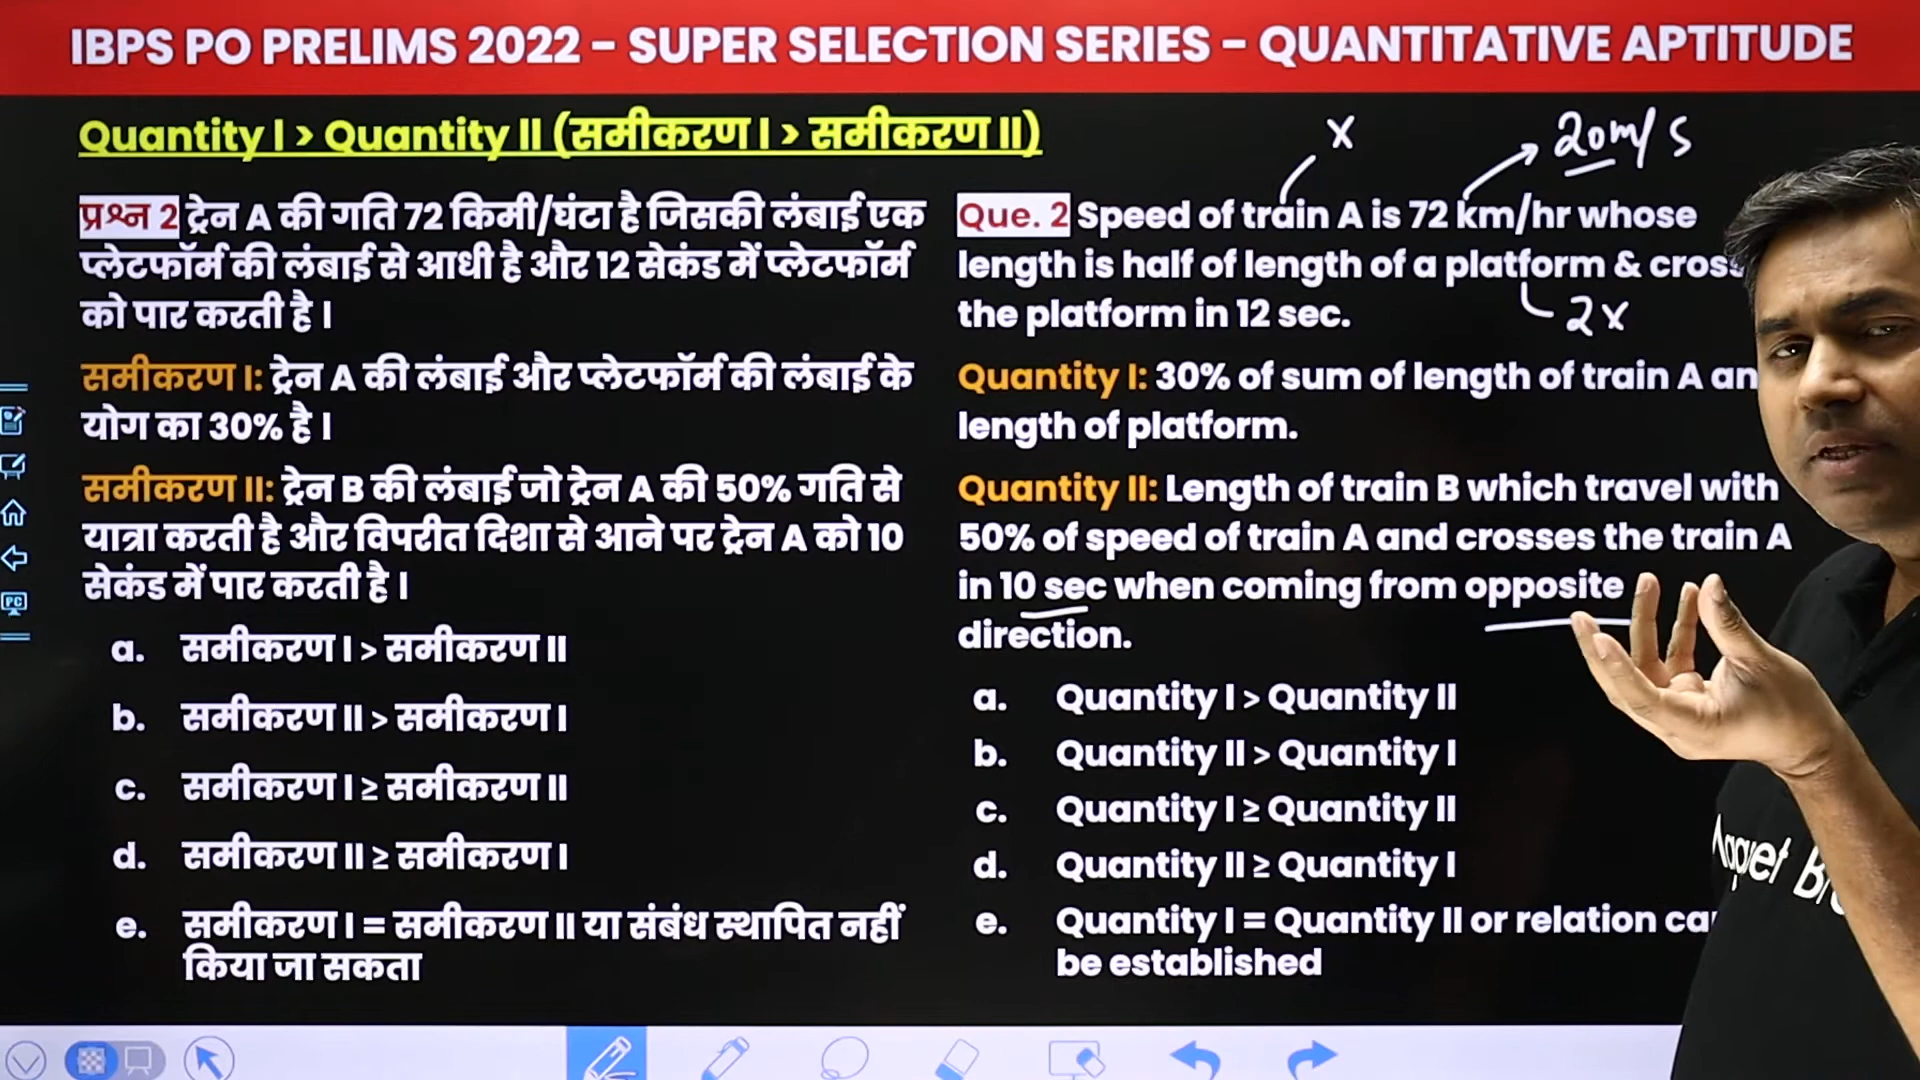 IBPS PO PRELIMS 2022 - SUPER SELECTION SERIES - QUANTITATIVE APTITUDE
Quantity I > Quantity II (समीकरण I > समीकरण II)
प्रश्न 2 ट्रेन A की गति 72 किमी/घंटा है जिसकी लंबाई एक
प्लेटफॉर्म की लंबाई से आधी है और 12 सेकंड में प्लेटफॉर्म
को पार करती है।
समीकरण I: ट्रेन A की लंबाई और प्लेटफॉर्म की लंबाई के
योग का 30% है।
समीकरण II: ट्रेन B की लंबाई जो ट्रेन A की 50% गति से
यात्रा करती है और विपरीत दिशा से आने पर ट्रेन A को 10
सेकंड में पार करती है।
a. समीकरण I > समीकरण II
b. समीकरण II > समीकरण I
c. समीकरण I ≥ समीकरण II
d. समीकरण II ≥ समीकरण I
e. समीकरण I = समीकरण II या संबंध स्थापित नहीं
किया जा सकता
x
20m/s
Que. 2 Speed of train A is 72 km/hr whose
length is half of length of a platform & cross
the platform in 12 sec.
2x
Quantity I: 30% of sum of length of train A an
length of platform.
Quantity II: Length of train B which travel with
50% of speed of train A and crosses the train A
in 10 sec when coming from opposite
direction.
a. Quantity I > Quantity II
b. Quantity II > Quantity I
c. Quantity I ≥ Quantity II
d. Quantity II ≥ Quantity I
e. Quantity I = Quantity II or relation ca
be established
PC